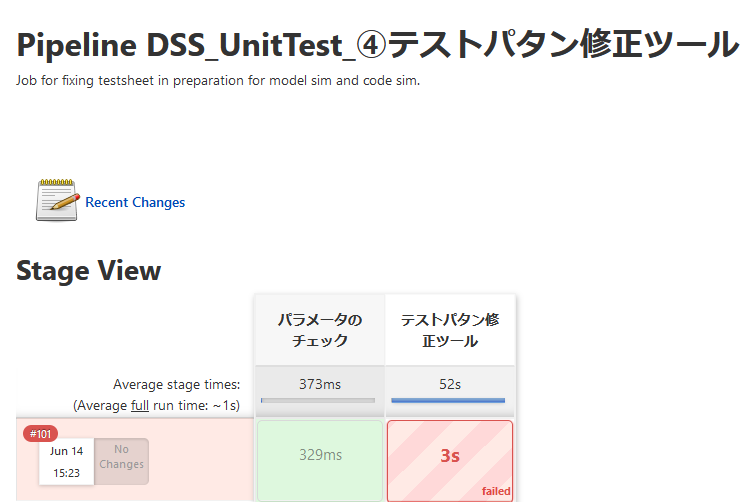 Pipeline DSS_UnitTest_④テストパタン修正ツール
Job for fixing testsheet in preparation for model sim and code sim.
Recent Changes
Stage View
パラメータの
チェック
テストパタン修
正ツール
Average stage times:
(Average full run time: ~1s)
373ms
52s
#101
Jun 14
15:23
No
Changes
329ms
3s
failed